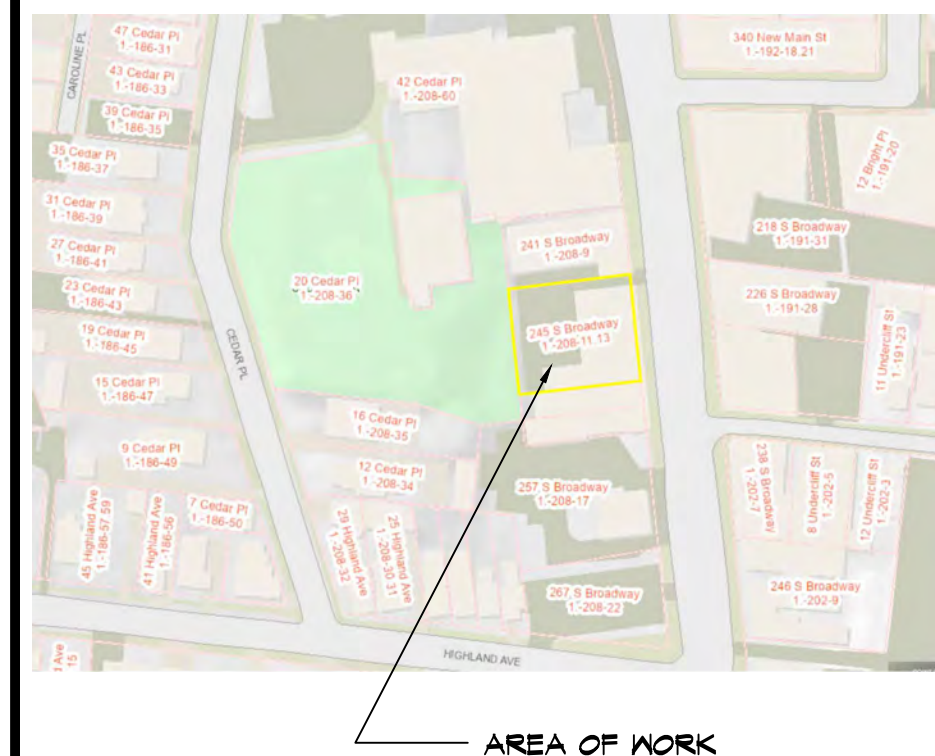 47 Cedar Pl
1.-186-31
CAROLINE PL
43 Cedar Pl
1.-186-33
39 Cedar Pl
1.-186-35
35 Cedar Pl
1.-186-37
31 Cedar Pl
1.-186-39
27 Cedar Pl
1.-186-41
23 Cedar Pl
1.-186-43
19 Cedar Pl
1.-186-45
15 Cedar Pl
1.-186-47
9 Cedar Pl
1.-186-49
7 Cedar Pl
1.-186-50
45 Highland Ave
1.-186-57.59
41 Highland Ave
1.-186-56
CEDAR PL
42 Cedar Pl
1.-208-60
20 Cedar Pl
1.-208-36
16 Cedar Pl
1.-208-35
12 Cedar Pl
1.-208-34
29 Highland Ave
1.-208-32
25 Highland Ave
1.-208-30.31
241 S Broadway
1.-208-9
245 S Broadway
1.-208-11.13
257 S Broadway
1.-208-17
267 S Broadway
1.-208-22
340 New Main St
1.-192-18.21
12 Bright Pl
1.-191-20
218 S Broadway
1.-191-31
226 S Broadway
1.-191-28
11 Undercliff St
1.-191-23
238 S Broadway
1.-202-7
8 Undercliff St
1.-202-5
12 Undercliff St
1.-202-3
246 S Broadway
1.-202-9
HIGHLAND AVE
d Ave
15
AREA OF WORK